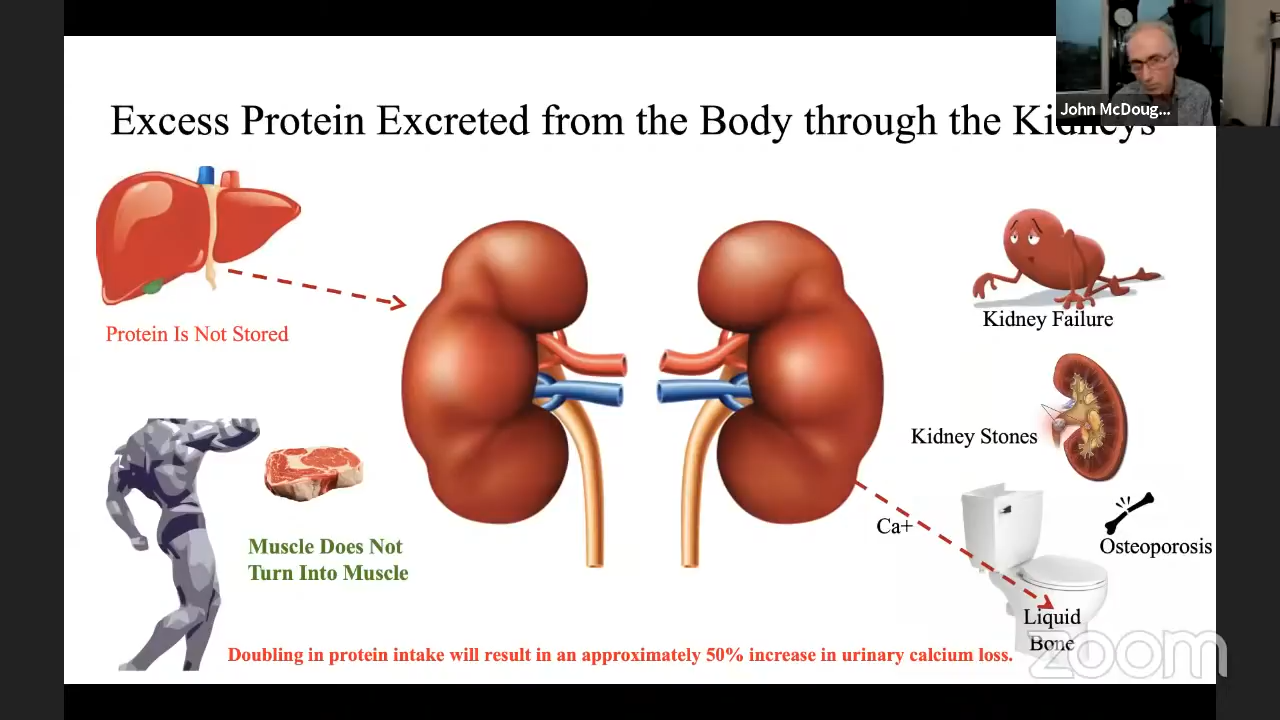 John McDoug...
Excess Protein Excreted from the Body through the Kidneys
Protein Is Not Stored
Kidney Failure
Kidney Stones
Ca+
Osteoporosis
Muscle Does Not
Turn Into Muscle
Liquid
Bone
Doubling in protein intake will result in an approximately 50% increase in urinary calcium loss.
zoom